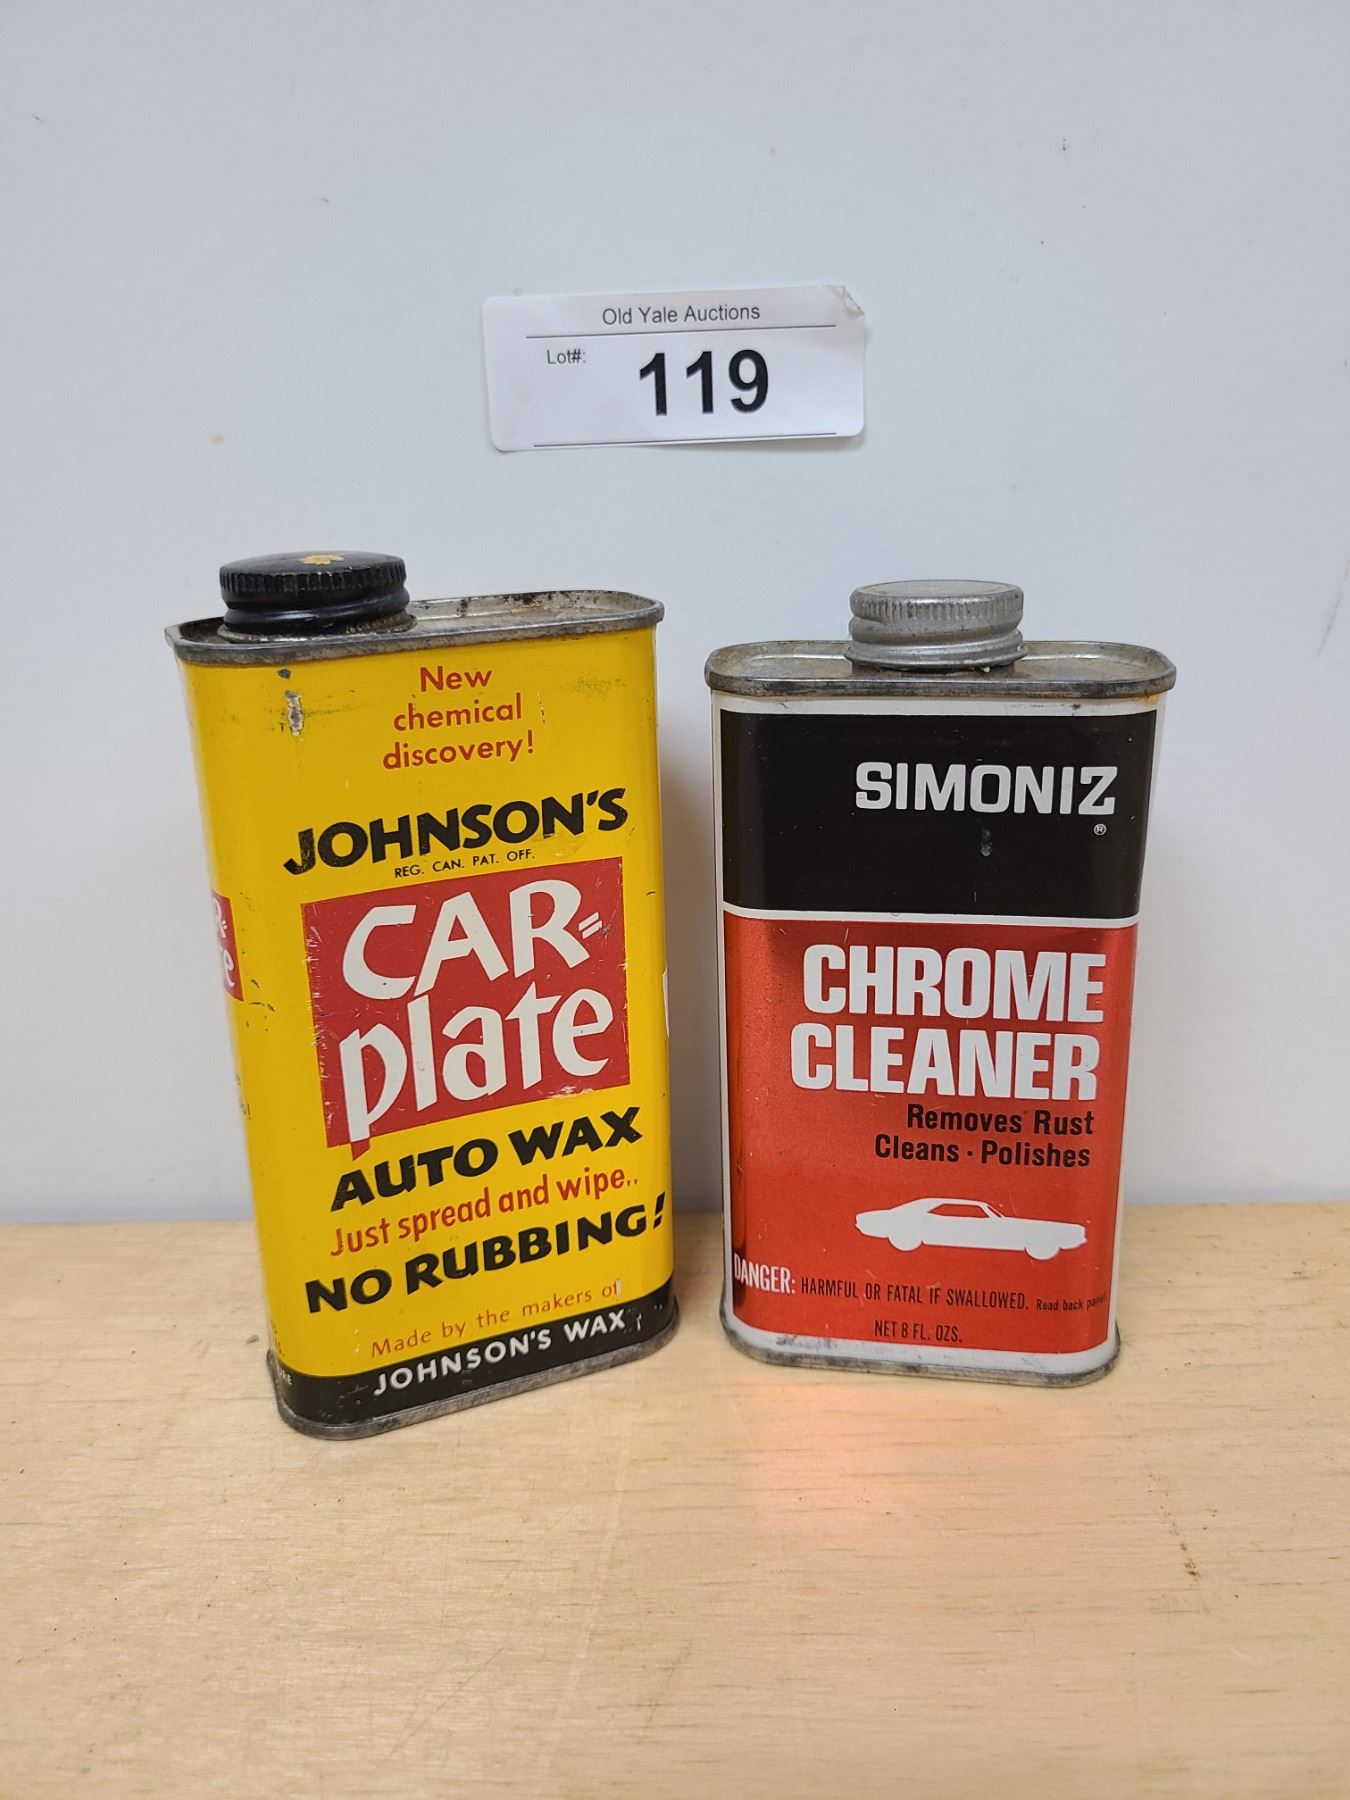 Old Yale Auctions
Lot#: 119
New
chemical
discovery!
JOHNSON'S
REG. CAN. PAT. OFF.
CAR-
plate
AUTO WAX
Just spread and wipe..
NO RUBBING!
Made by the makers of
JOHNSON'S WAX
SIMONIZ
®
CHROME
CLEANER
Removes Rust
Cleans · Polishes
DANGER: HARMFUL OR FATAL IF SWALLOWED. Read back panel
NET 8 FL. OZS.